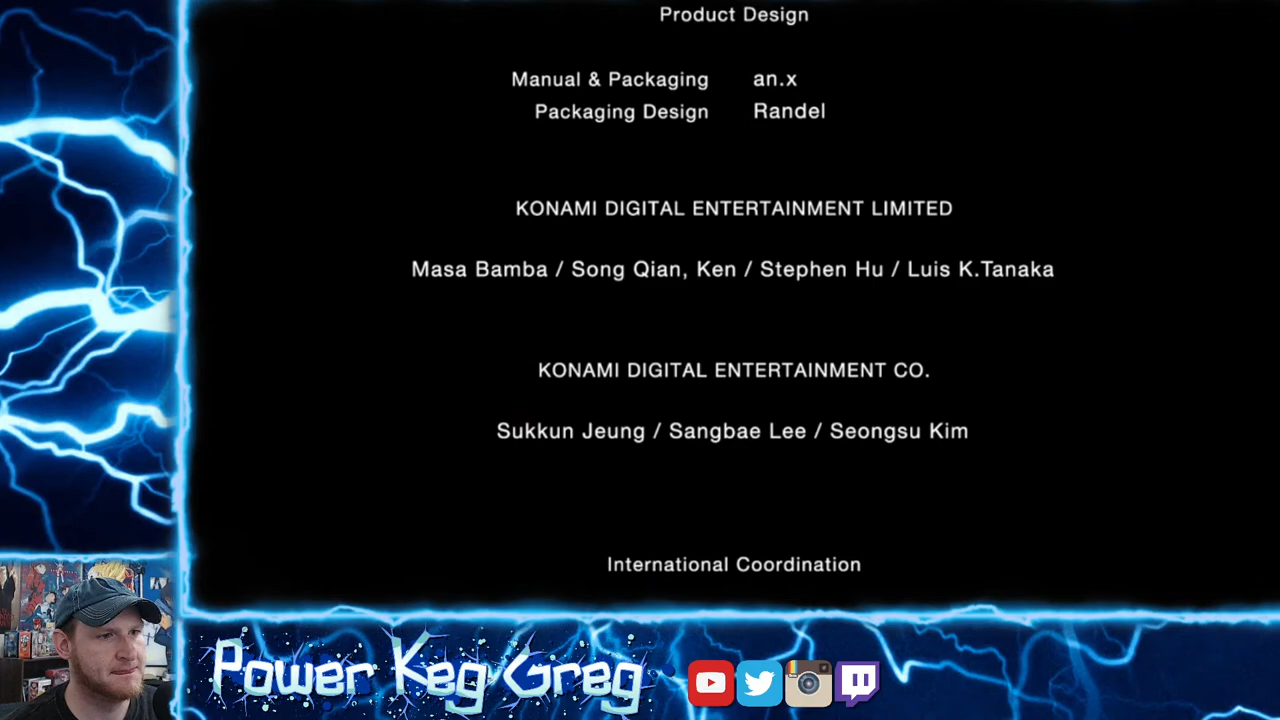 Product Design
Manual & Packaging an.x
Packaging Design Randel
KONAMI DIGITAL ENTERTAINMENT LIMITED
Masa Bamba / Song Qian, Ken / Stephen Hu / Luis K.Tanaka
KONAMI DIGITAL ENTERTAINMENT CO.
Sukkun Jeung / Sangbae Lee / Seongsu Kim
International Coordination
Power Keg Greg